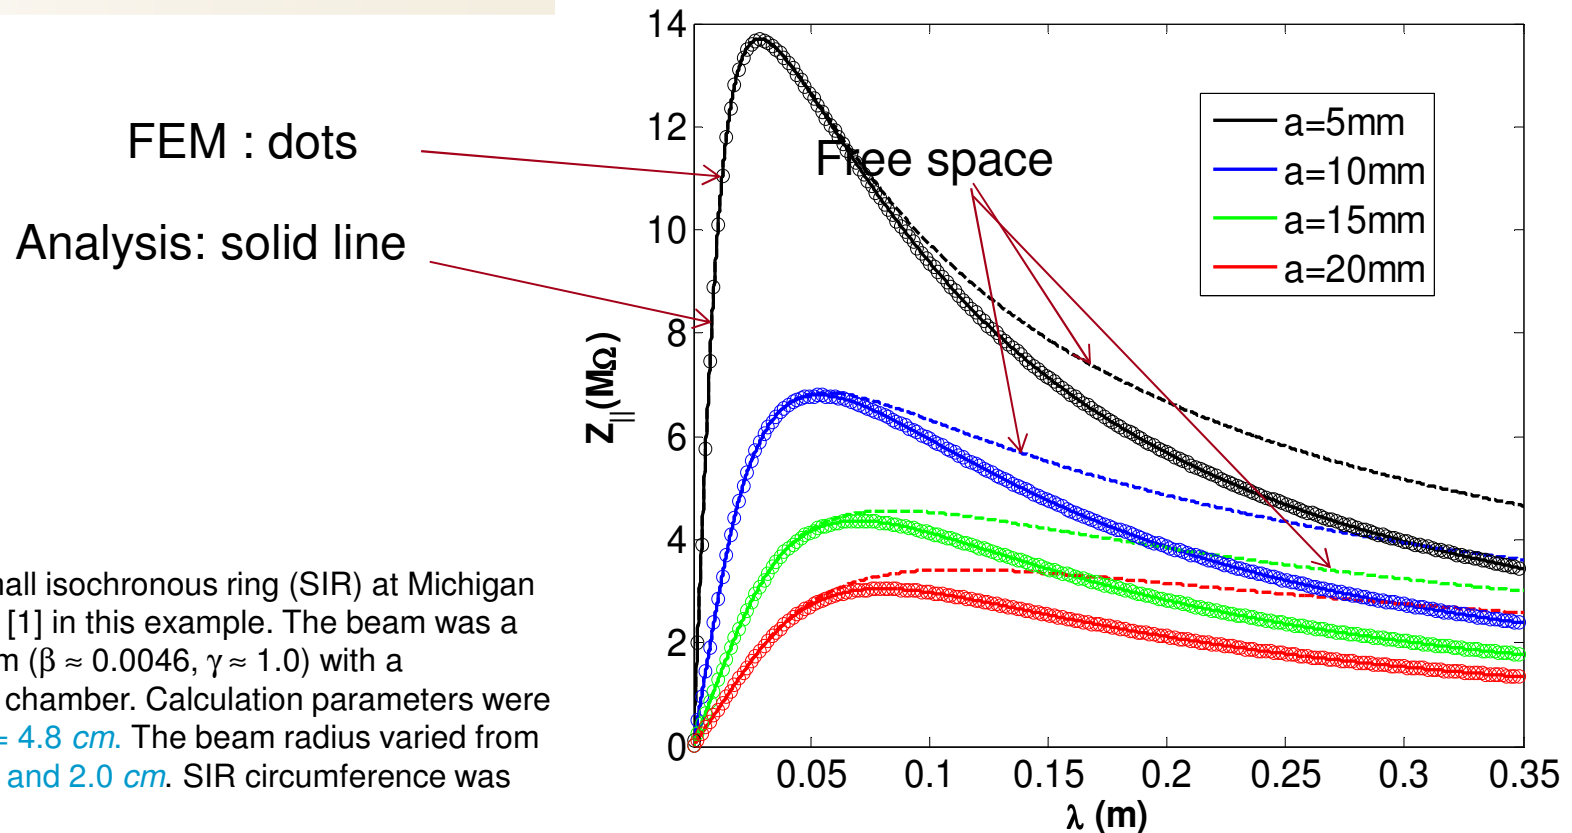 FEM : dots
Analysis: solid line
Free space
a=5mm
a=10mm
a=15mm
a=20mm
14
12
10
8
6
4
2
0
Z||(MΩ)
0.05
0.1
0.15
0.2
0.25
0.3
0.35
λ (m)
nall isochronous ring (SIR) at Michigan
[1] in this example. The beam was a
m (β ≈ 0.0046, γ ≈ 1.0) with a
chamber. Calculation parameters were
= 4.8 cm. The beam radius varied from
and 2.0 cm. SIR circumference was